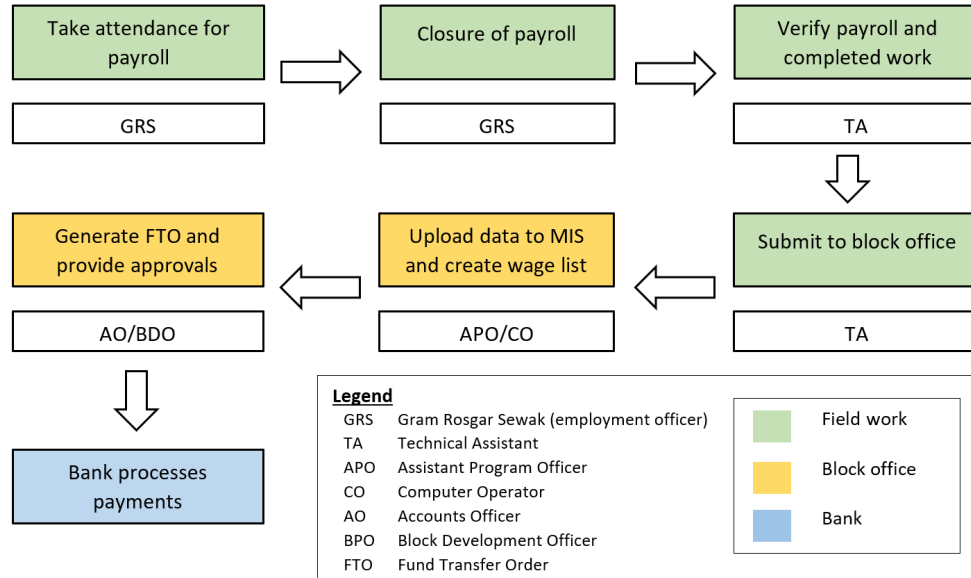 Take attendance for
payroll
GRS
Closure of payroll
GRS
Verify payroll and
completed work
TA
Submit to block office
TA
Upload data to MIS
and create wage list
APO/CO
Generate FTO and
provide approvals
AO/BDO
Bank processes
payments
Legend
GRS Gram Rosgar Sewak (employment officer)
TA Technical Assistant
APO Assistant Program Officer
CO Computer Operator
AO Accounts Officer
BPO Block Development Officer
FTO Fund Transfer Order
Field work
Block office
Bank